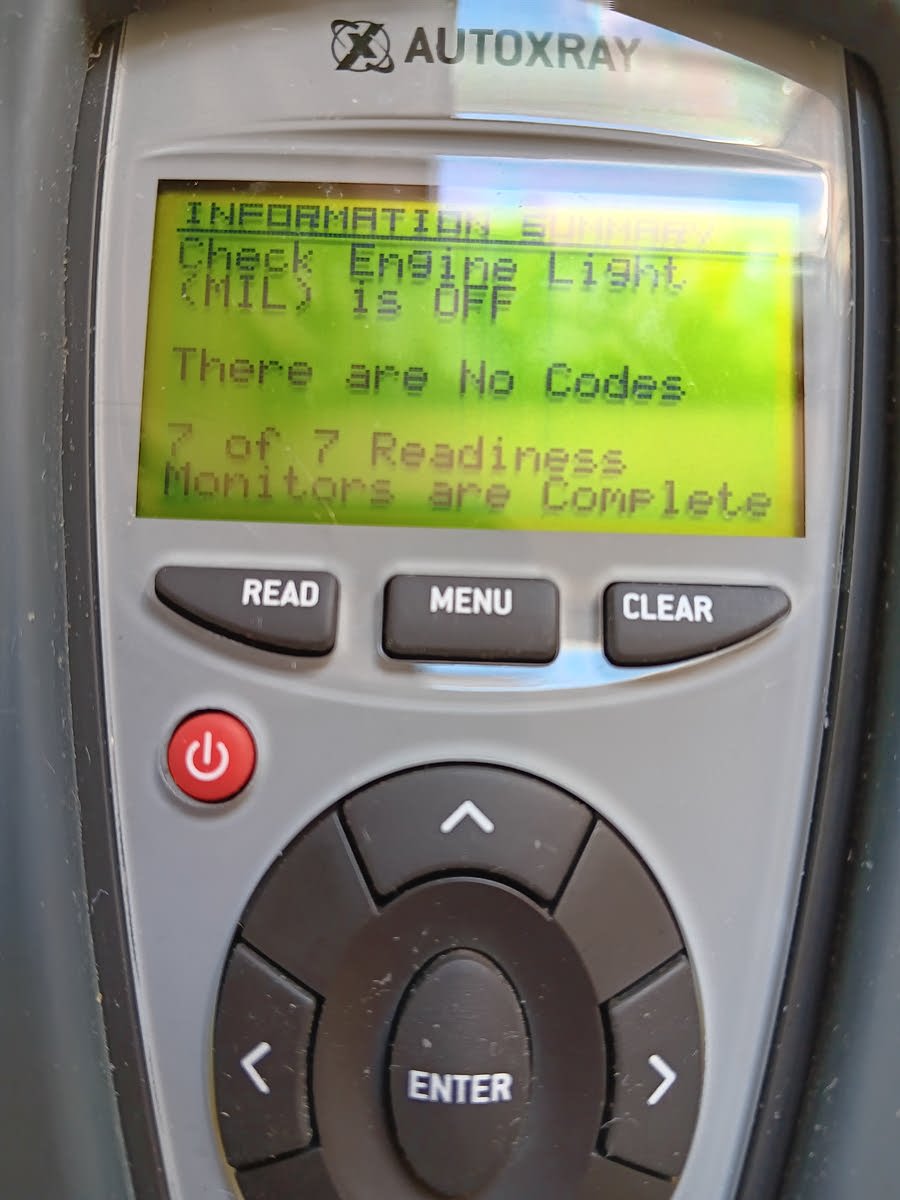 AUTOXRAY
INFORMATION SUMMARY
Check Engine Light
(MIL) is OFF
There are No Codes
7 of 7 Readiness
Monitors are Complete
READ
MENU
CLEAR
ENTER